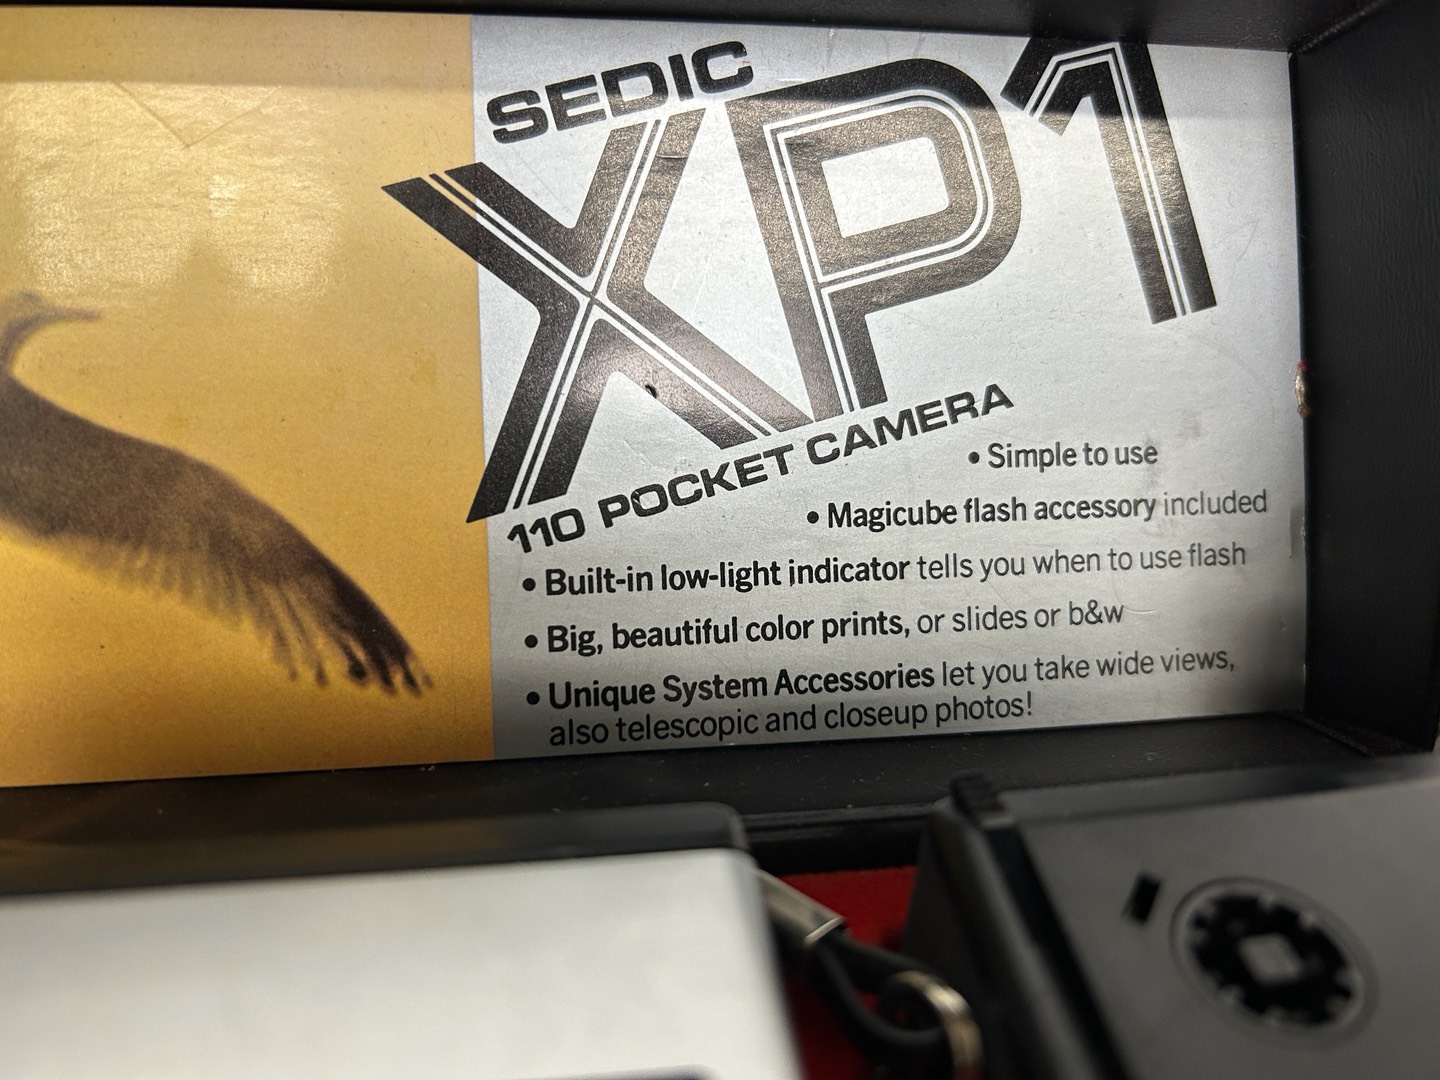 SEDIC
XP1
110 POCKET CAMERA
• Simple to use
• Magicube flash accessory included
• Built-in low-light indicator tells you when to use flash
• Big, beautiful color prints, or slides or b&w
• Unique System Accessories let you take wide views,
also telescopic and closeup photos!